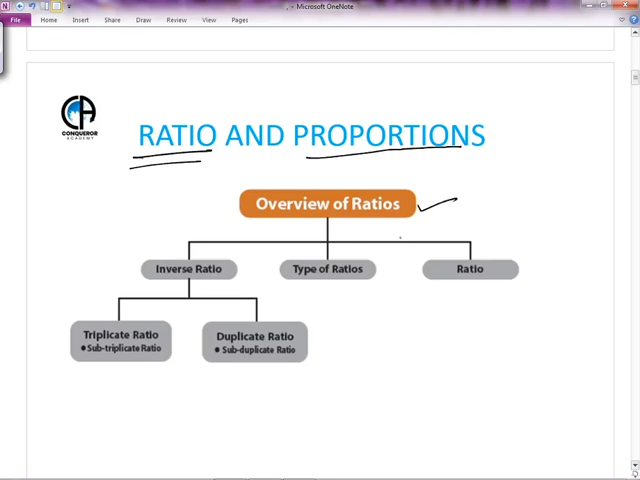 - Microsoft OneNote
File Home Insert Share Draw Review View Pages
CA
CONQUEROR
ACADEMY
RATIO AND PROPORTIONS
Overview of Ratios
Inverse Ratio Type of Ratios Ratio
Triplicate Ratio Duplicate Ratio
• Sub-triplicate Ratio • Sub-duplicate Ratio